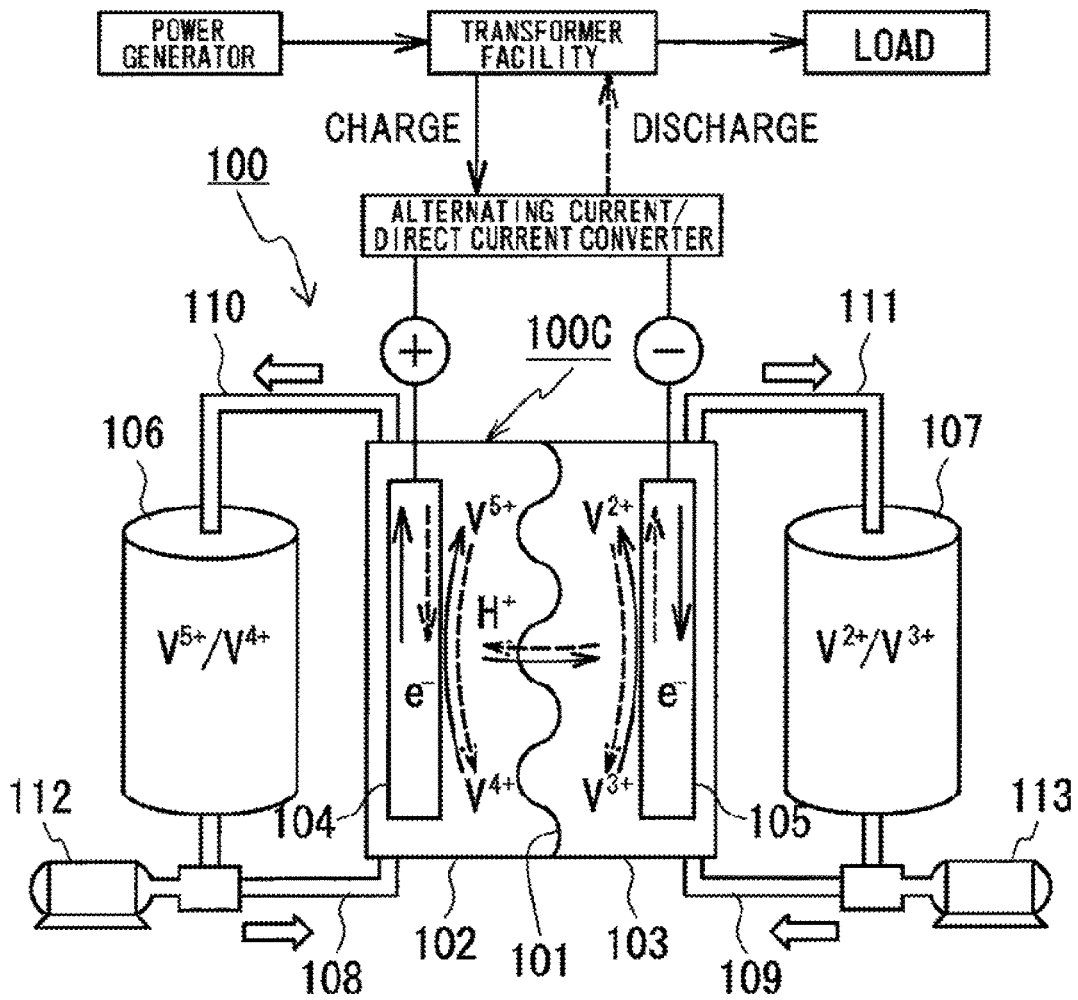 POWER
GENERATOR
TRANSFORMER
FACILITY
LOAD
CHARGE
DISCHARGE
100
ALTERNATING CURRENT/
DIRECT CURRENT CONVERTER
110
+
100C
−
111
106
107
V⁵⁺
V²⁺
H⁺
V⁵⁺/V⁴⁺
V²⁺/V³⁺
e⁻
e⁻
V⁴⁺
V³⁺
112
104
105
113
108
102
101
103
109